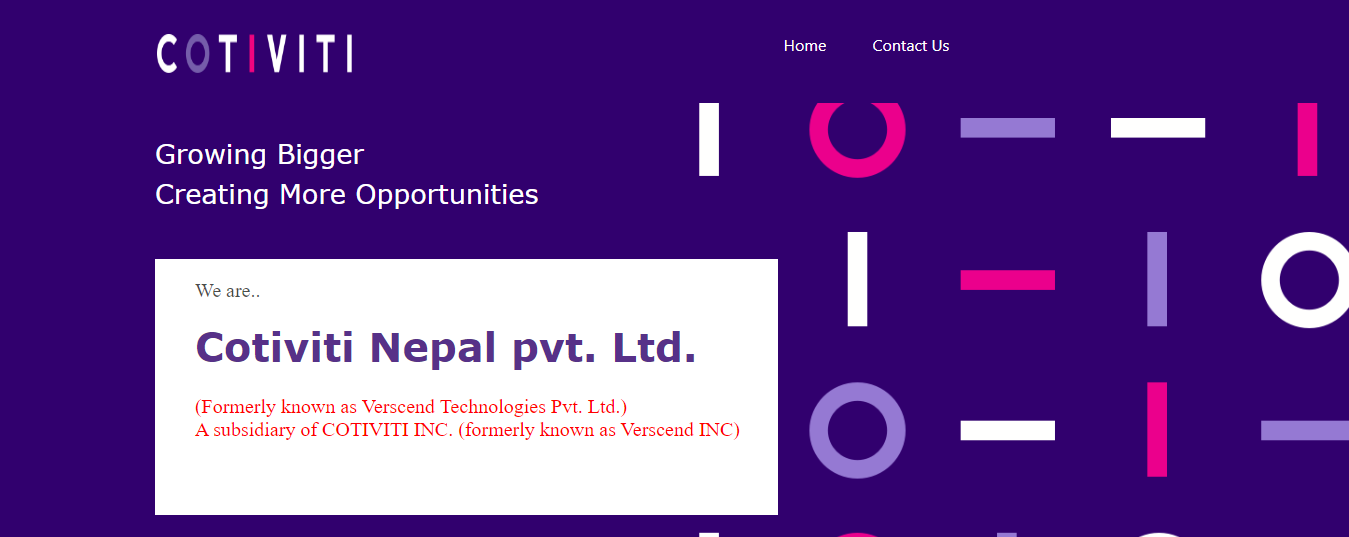 COTIVITI
Home
Contact Us
Growing Bigger
Creating More Opportunities
We are..
Cotiviti Nepal pvt. Ltd.
(Formerly known as Verscend Technologies Pvt. Ltd.)
A subsidiary of COTIVITI INC. (formerly known as Verscend INC)